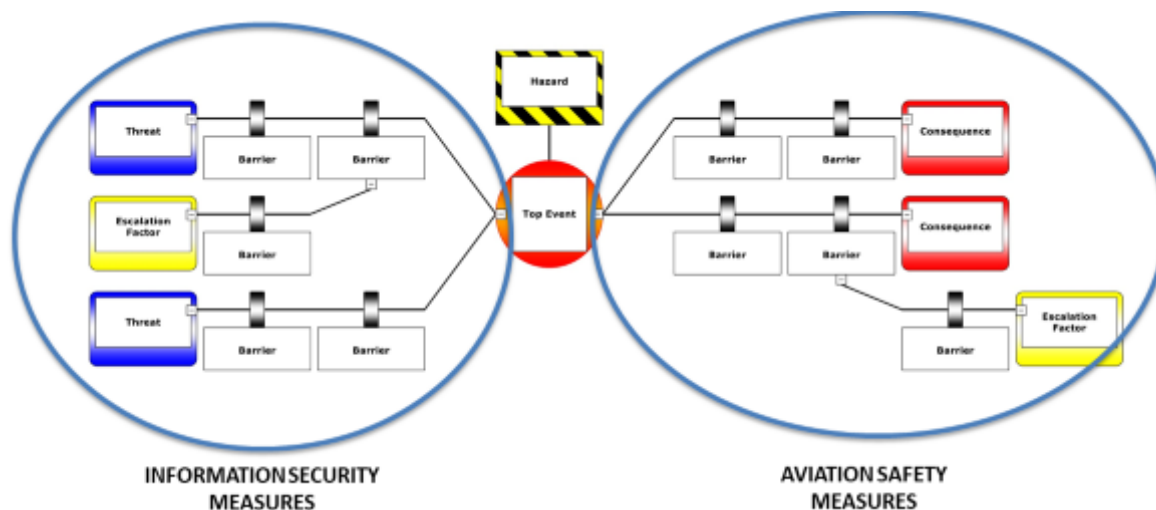 Hazard
Threat
Barrier
Barrier
Barrier
Barrier
Consequence
Escalation
Factor
Barrier
Top Event
Barrier
Barrier
Consequence
Threat
Barrier
Barrier
Barrier
Escalation
Factor
INFORMATION SECURITY
MEASURES
AVIATION SAFETY
MEASURES